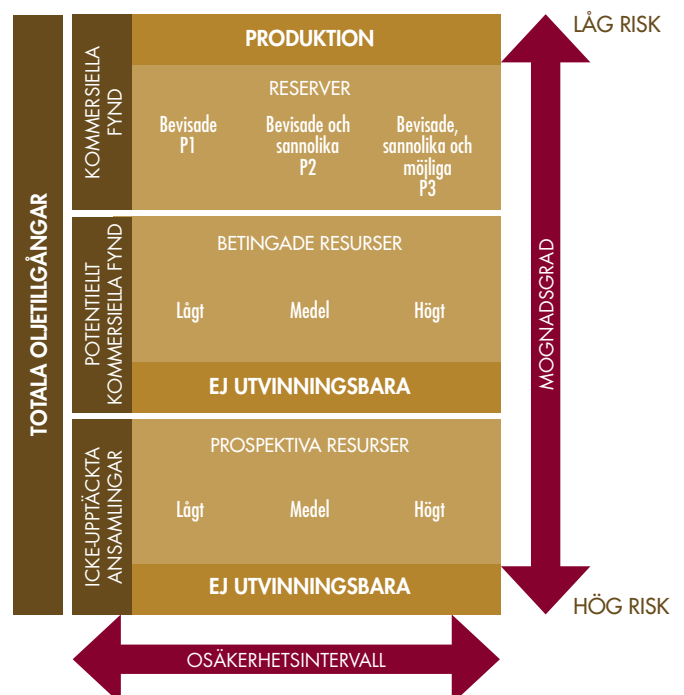 TOTALA OLJETILLGÅNGAR
KOMMERSIELLA
FYND
PRODUKTION
RESERVER
Bevisade
P1
Bevisade och
sannolika
P2
Bevisade,
sannolika och
möjliga
P3
POTENTIELLT
KOMMERSIELLA FYND
BETINGADE RESURSER
Lågt
Medel
Högt
EJ UTVINNINGSBARA
ICKE-UPPTÄCKTA
ANSAMLINGAR
PROSPEKTIVA RESURSER
Lågt
Medel
Högt
EJ UTVINNINGSBARA
LÅG RISK
MOGNADSGRAD
HÖG RISK
OSÄKERHETSINTERVALL